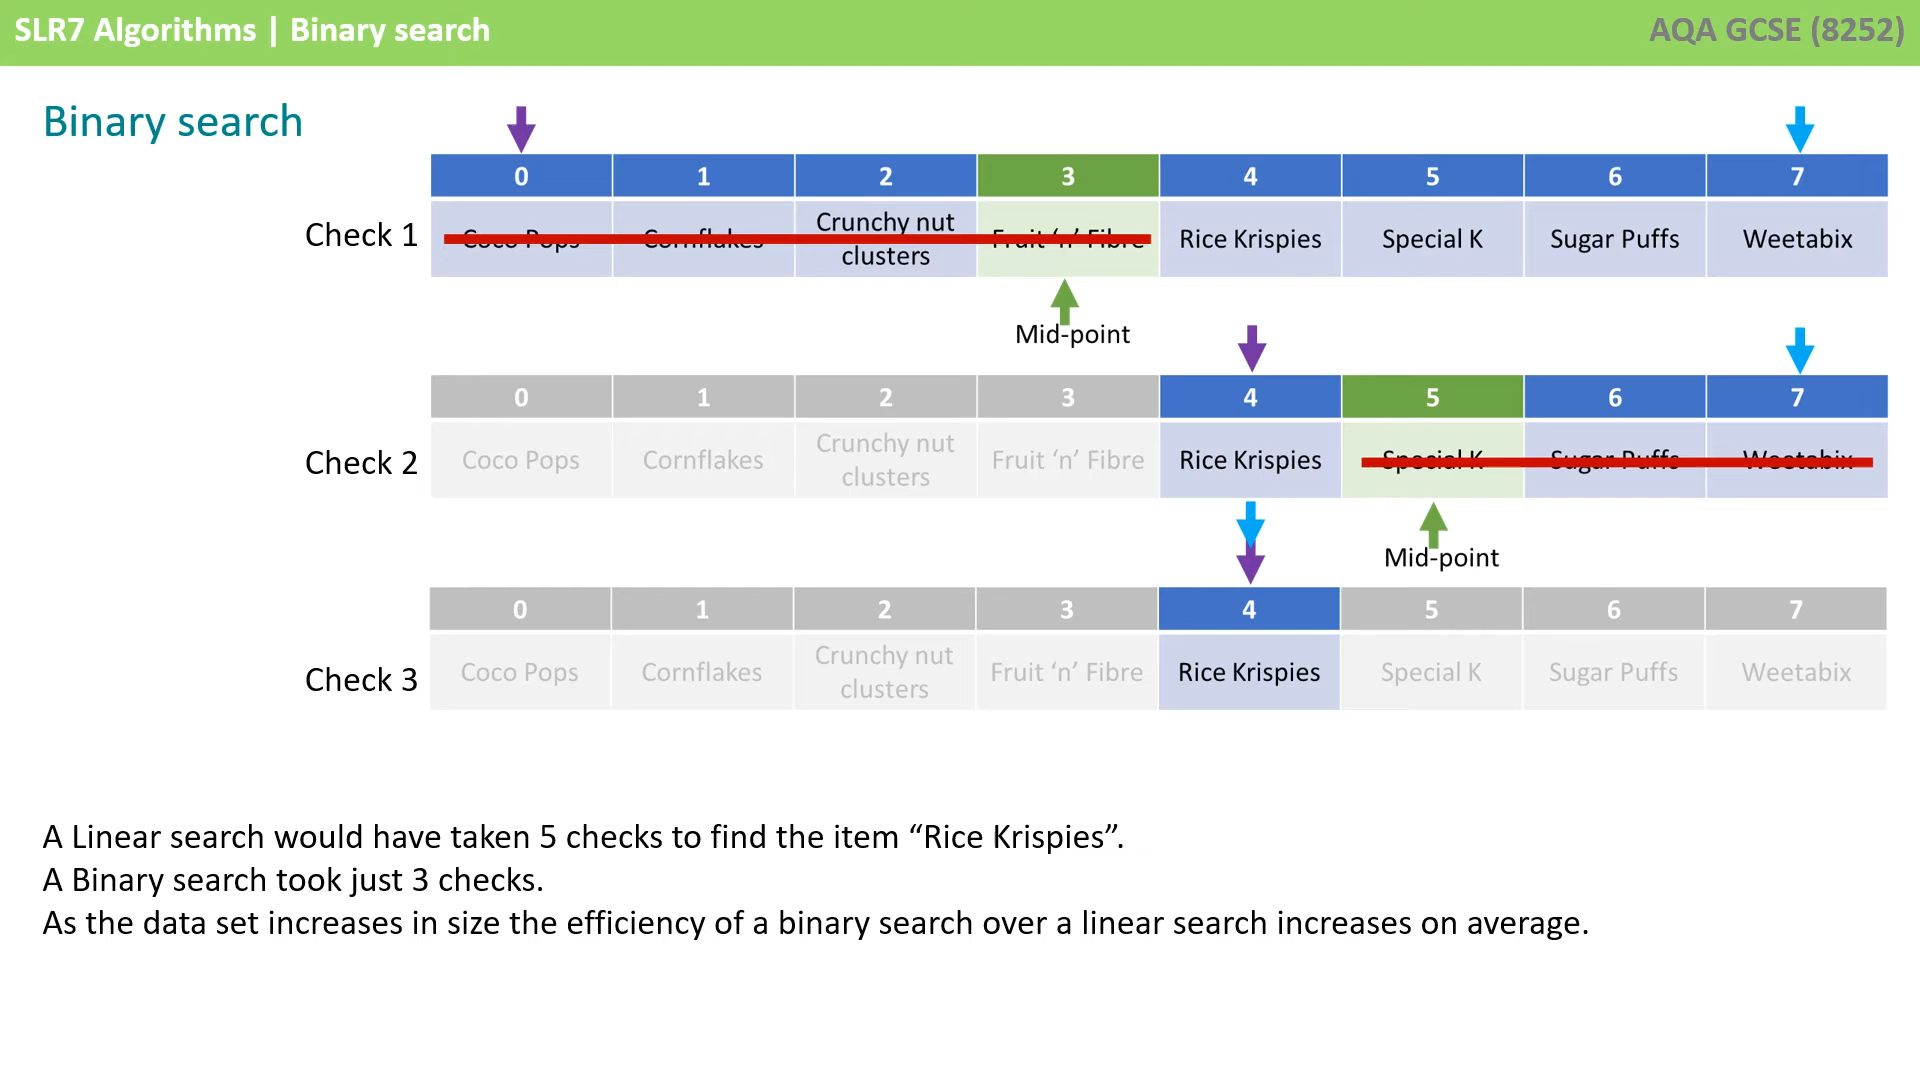 SLR7 Algorithms | Binary search
AQA GCSE (8252)
Binary search
0 1 2 3 4 5 6 7
Check 1
Coco Pops Cornflakes Crunchy nut clusters Fruit ‘n’ Fibre Rice Krispies Special K Sugar Puffs Weetabix
Mid-point
0 1 2 3 4 5 6 7
Check 2
Coco Pops Cornflakes Crunchy nut clusters Fruit ‘n’ Fibre Rice Krispies Special K Sugar Puffs Weetabix
Mid-point
0 1 2 3 4 5 6 7
Check 3
Coco Pops Cornflakes Crunchy nut clusters Fruit ‘n’ Fibre Rice Krispies Special K Sugar Puffs Weetabix
A Linear search would have taken 5 checks to find the item “Rice Krispies”.
A Binary search took just 3 checks.
As the data set increases in size the efficiency of a binary search over a linear search increases on average.